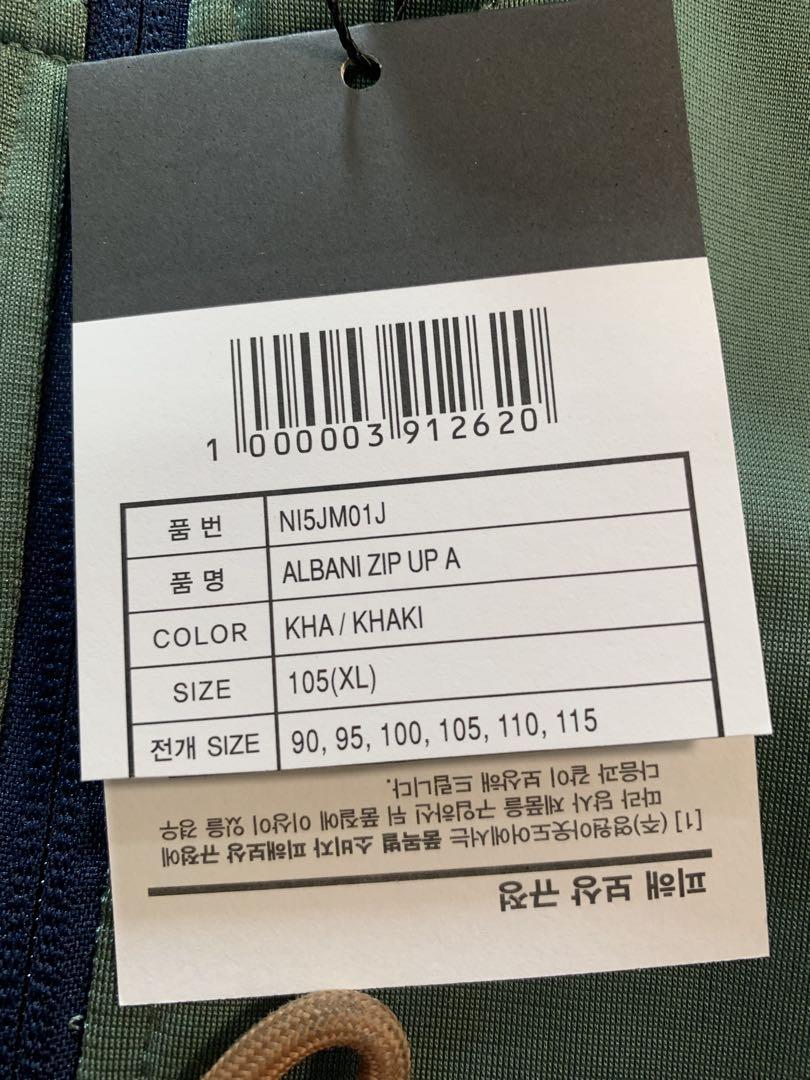 1 000003 912620
품 번 NI5JM01J
품 명 ALBANI ZIP UP A
COLOR KHA / KHAKI
SIZE 105(XL)
전개 SIZE 90, 95, 100, 105, 110, 115
피해 보상 규정
[1] (주)영원아웃도어에서는 품목별 소비자 피해보상 규정에
따라 당사 제품을 구입하신 뒤 품질에 이상이 있을 경우
다음과 같이 보상해 드립니다.